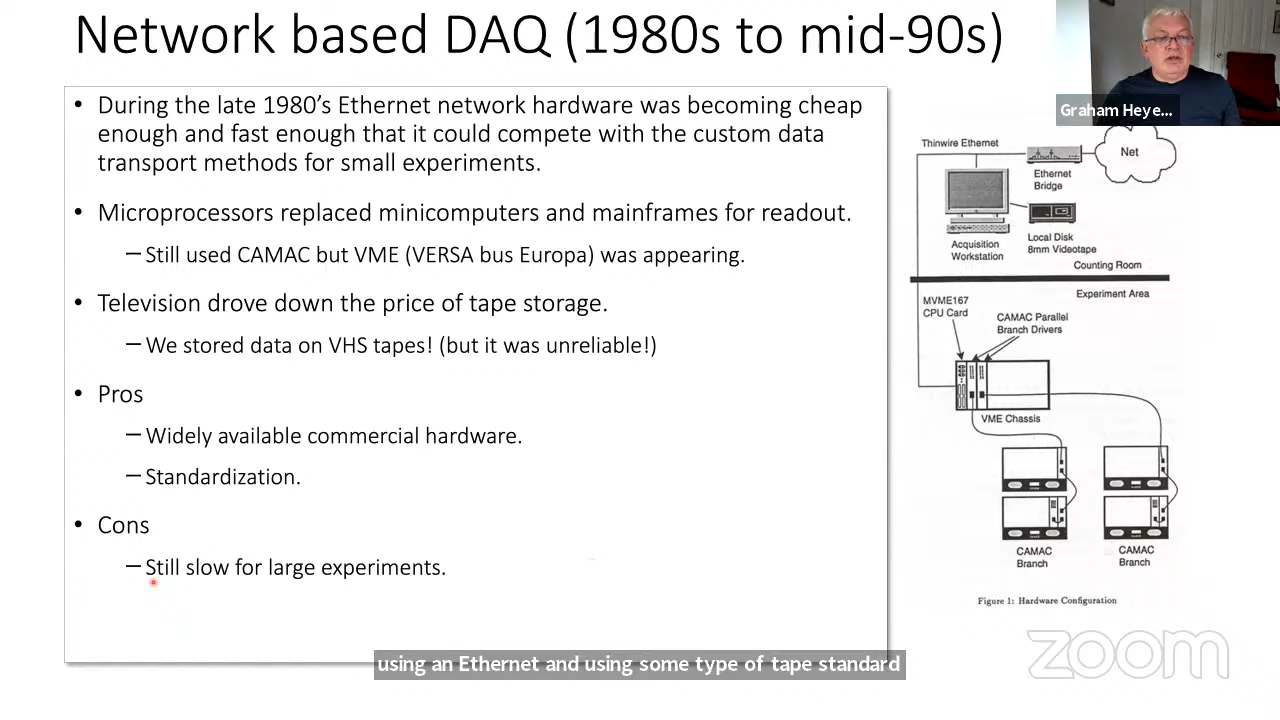 Network based DAQ (1980s to mid-90s)
• During the late 1980’s Ethernet network hardware was becoming cheap
enough and fast enough that it could compete with the custom data
transport methods for small experiments.
• Microprocessors replaced minicomputers and mainframes for readout.
– Still used CAMAC but VME (VERSA bus Europa) was appearing.
• Television drove down the price of tape storage.
– We stored data on VHS tapes! (but it was unreliable!)
• Pros
– Widely available commercial hardware.
– Standardization.
• Cons
– Still slow for large experiments.
Graham Heye...
Thinwire Ethernet
Net
Ethernet
Bridge
Acquisition
Workstation
Local Disk
8mm Videotape
Counting Room
Experiment Area
MVME167
CPU Card
CAMAC Parallel
Branch Drivers
VME Chassis
CAMAC
Branch
CAMAC
Branch
Figure 1: Hardware Configuration
using an Ethernet and using some type of tape standard
zoom